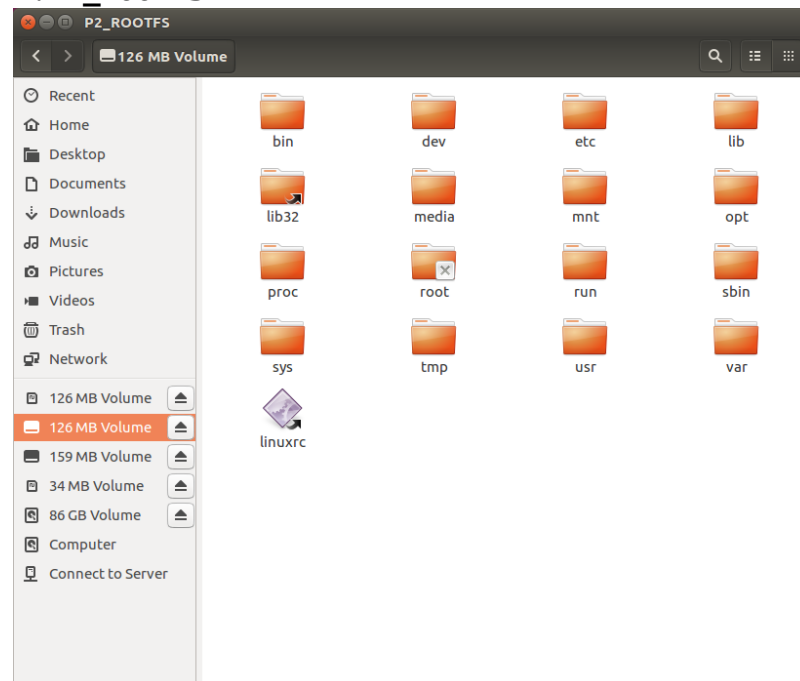 P2_ROOTFS
126 MB Volume
Recent
Home
Desktop
Documents
Downloads
Music
Pictures
Videos
Trash
Network
126 MB Volume
126 MB Volume
159 MB Volume
34 MB Volume
86 GB Volume
Computer
Connect to Server
bin dev etc lib
lib32 media mnt opt
proc root run sbin
sys tmp usr var
linuxrc